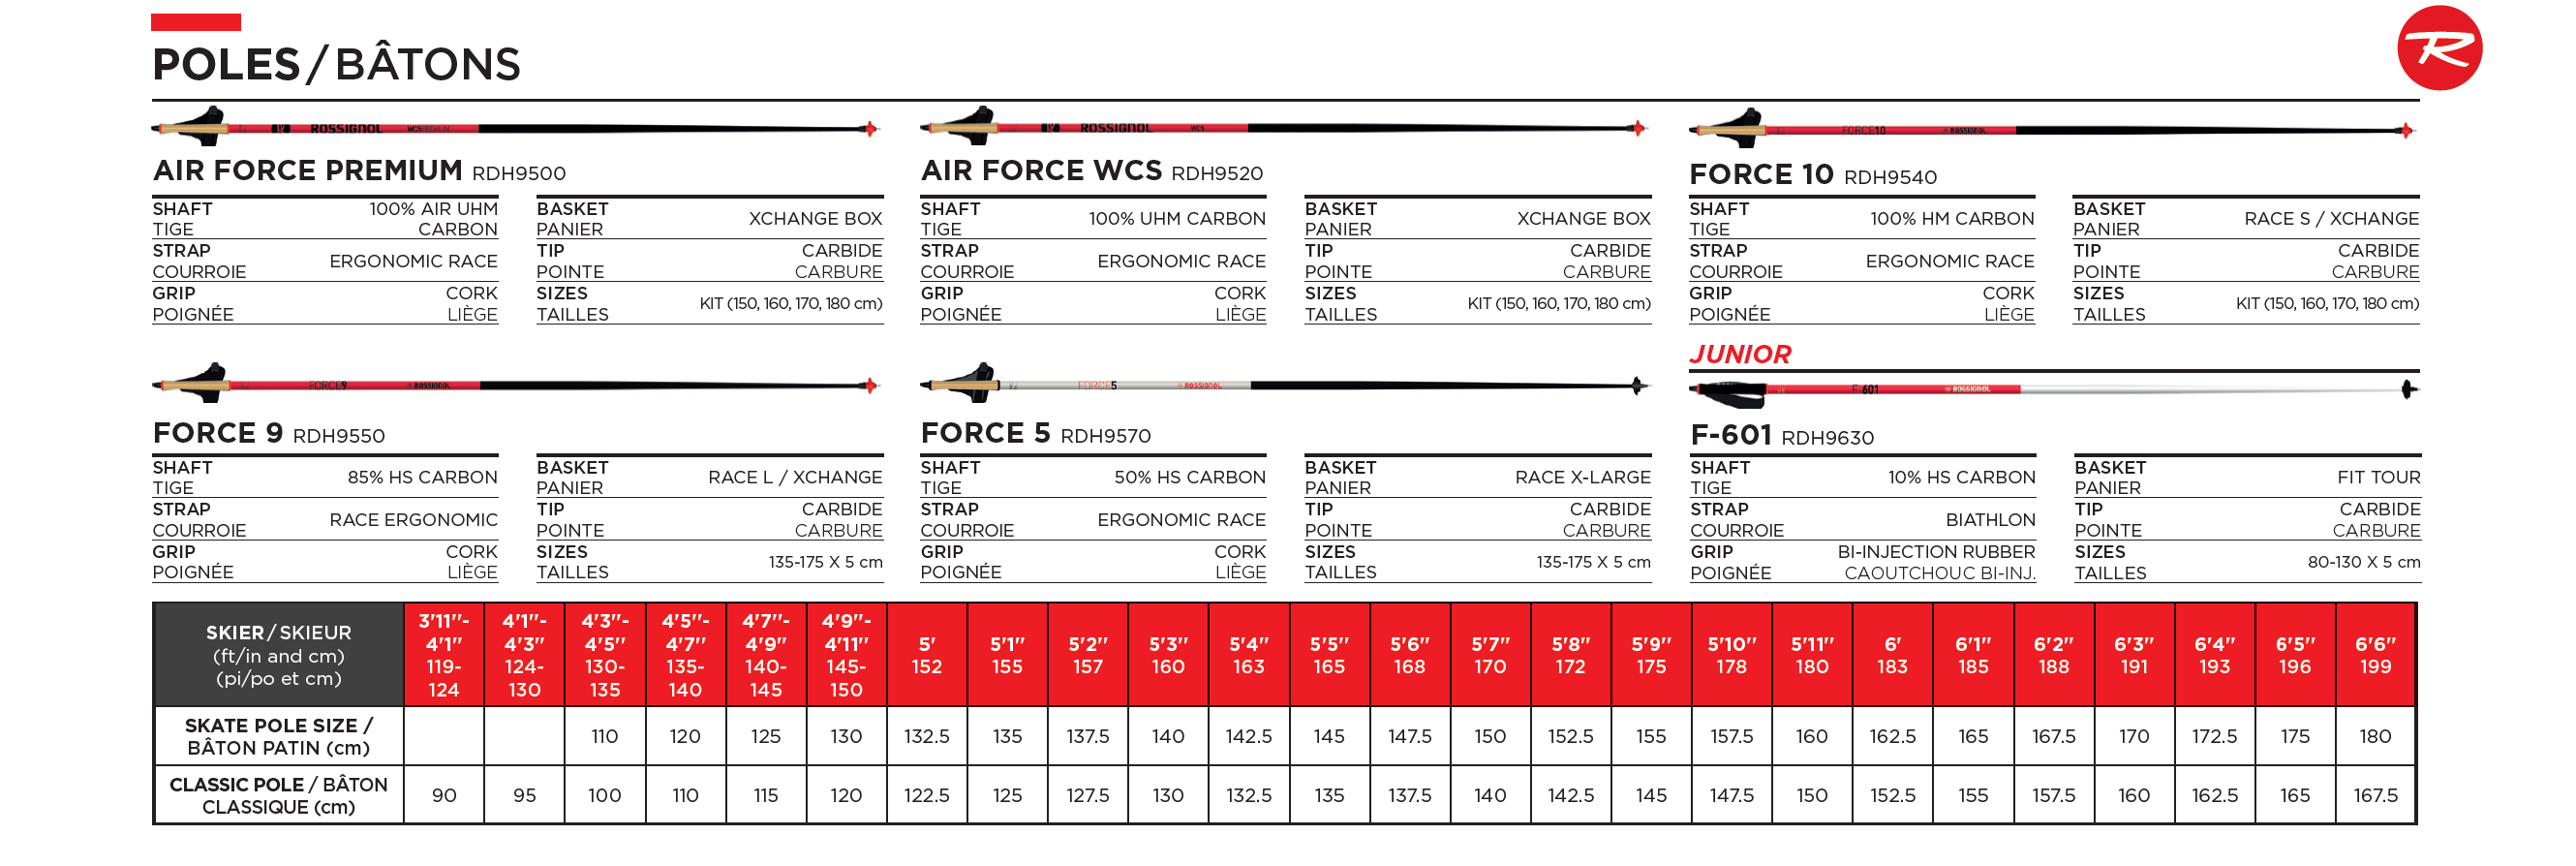 POLES / BÂTONS
R
ROSSIGNOL WCS PREMIUM
ROSSIGNOL WCS
FORCE10 ROSSIGNOL
AIR FORCE PREMIUM RDH9500
SHAFT 100% AIR UHM
TIGE CARBON
STRAP
COURROIE ERGONOMIC RACE
GRIP CORK
POIGNÉE LIÈGE
BASKET
PANIER XCHANGE BOX
TIP CARBIDE
POINTE CARBURE
SIZES
TAILLES KIT (150, 160, 170, 180 cm)
AIR FORCE WCS RDH9520
SHAFT
TIGE 100% UHM CARBON
STRAP
COURROIE ERGONOMIC RACE
GRIP CORK
POIGNÉE LIÈGE
BASKET
PANIER XCHANGE BOX
TIP CARBIDE
POINTE CARBURE
SIZES
TAILLES KIT (150, 160, 170, 180 cm)
FORCE 10 RDH9540
SHAFT
TIGE 100% HM CARBON
STRAP
COURROIE ERGONOMIC RACE
GRIP CORK
POIGNÉE LIÈGE
BASKET
PANIER RACE S / XCHANGE
TIP CARBIDE
POINTE CARBURE
SIZES
TAILLES KIT (150, 160, 170, 180 cm)
FORCE9 ROSSIGNOL
FORCE 9 RDH9550
SHAFT
TIGE 85% HS CARBON
STRAP
COURROIE RACE ERGONOMIC
GRIP CORK
POIGNÉE LIÈGE
BASKET
PANIER RACE L / XCHANGE
TIP CARBIDE
POINTE CARBURE
SIZES
TAILLES 135-175 X 5 cm
FORCE5 ROSSIGNOL
FORCE 5 RDH9570
SHAFT
TIGE 50% HS CARBON
STRAP
COURROIE ERGONOMIC RACE
GRIP CORK
POIGNÉE LIÈGE
BASKET
PANIER RACE X-LARGE
TIP CARBIDE
POINTE CARBURE
SIZES
TAILLES 135-175 X 5 cm
JUNIOR
F-601 ROSSIGNOL
F-601 RDH9630
SHAFT
TIGE 10% HS CARBON
STRAP
COURROIE BIATHLON
GRIP BI-INJECTION RUBBER
POIGNÉE CAOUTCHOUC BI-INJ.
BASKET
PANIER FIT TOUR
TIP CARBIDE
POINTE CARBURE
SIZES
TAILLES 80-130 X 5 cm
SKIER / SKIEUR
(ft/in and cm)
(pi/po et cm)
3'11''- 4'1'' 119- 124
4'1''- 4'3'' 124- 130
4'3''- 4'5'' 130- 135
4'5''- 4'7'' 135- 140
4'7''- 4'9'' 140- 145
4'9''- 4'11'' 145- 150
5' 152
5'1'' 155
5'2'' 157
5'3'' 160
5'4'' 163
5'5'' 165
5'6'' 168
5'7'' 170
5'8'' 172
5'9'' 175
5'10'' 178
5'11'' 180
6' 183
6'1'' 185
6'2'' 188
6'3'' 191
6'4'' 193
6'5'' 196
6'6'' 199
SKATE POLE SIZE /
BÂTON PATIN (cm)
110 120 125 130 132.5 135 137.5 140 142.5 145 147.5 150 152.5 155 157.5 160 162.5 165 167.5 170 172.5 175 180
CLASSIC POLE / BÂTON
CLASSIQUE (cm)
90 95 100 110 115 120 122.5 125 127.5 130 132.5 135 137.5 140 142.5 145 147.5 150 152.5 155 157.5 160 162.5 165 167.5